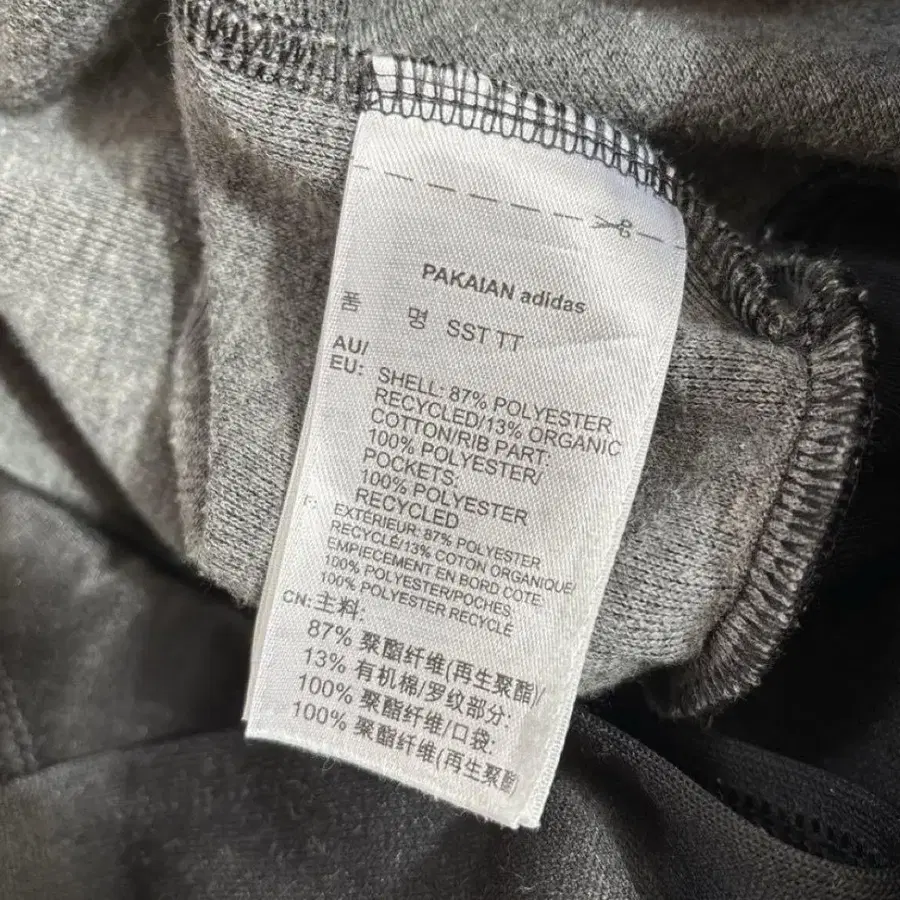 PAKAIAN adidas
품 명 SST TT
AU/
EU: SHELL: 87% POLYESTER
RECYCLED/13% ORGANIC
COTTON/RIB PART:
100% POLYESTER/
POCKETS:
100% POLYESTER
RECYCLED
F: EXTÉRIEUR: 87% POLYESTER
RECYCLÉ/13% COTON ORGANIQUE/
EMPIECEMENT EN BORD COTE:
100% POLYESTER/POCHES:
100% POLYESTER RECYCLÉ
CN: 主料:
87% 聚酯纤维(再生聚酯)/
13% 有机棉/罗纹部分:
100% 聚酯纤维/口袋:
100% 聚酯纤维(再生聚酯